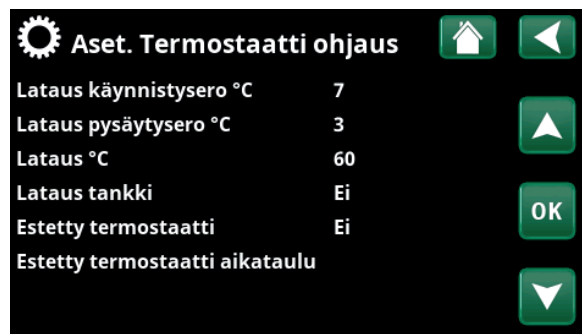 Aset. Termostaatti ohjaus
Lataus käynnistysero °C 7
Lataus pysäytysero °C 3
Lataus °C 60
Lataus tankki Ei
Estetty termostaatti Ei
Estetty termostaatti aikataulu
OK